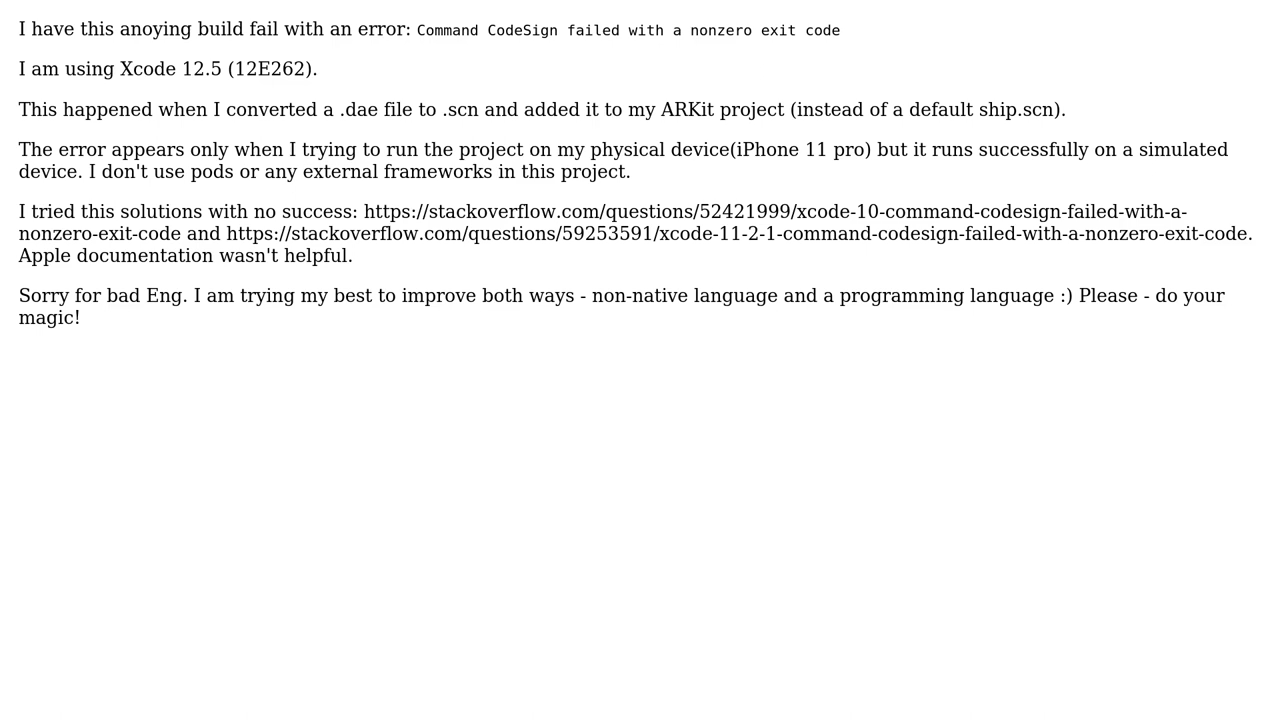 I have this anoying build fail with an error: Command CodeSign failed with a nonzero exit code
I am using Xcode 12.5 (12E262).
This happened when I converted a .dae file to .scn and added it to my ARKit project (instead of a default ship.scn).
The error appears only when I trying to run the project on my physical device(iPhone 11 pro) but it runs successfully on a simulated
device. I don't use pods or any external frameworks in this project.
I tried this solutions with no success: https://stackoverflow.com/questions/52421999/xcode-10-command-codesign-failed-with-a-
nonzero-exit-code and https://stackoverflow.com/questions/59253591/xcode-11-2-1-command-codesign-failed-with-a-nonzero-exit-code.
Apple documentation wasn't helpful.
Sorry for bad Eng. I am trying my best to improve both ways - non-native language and a programming language :) Please - do your
magic!